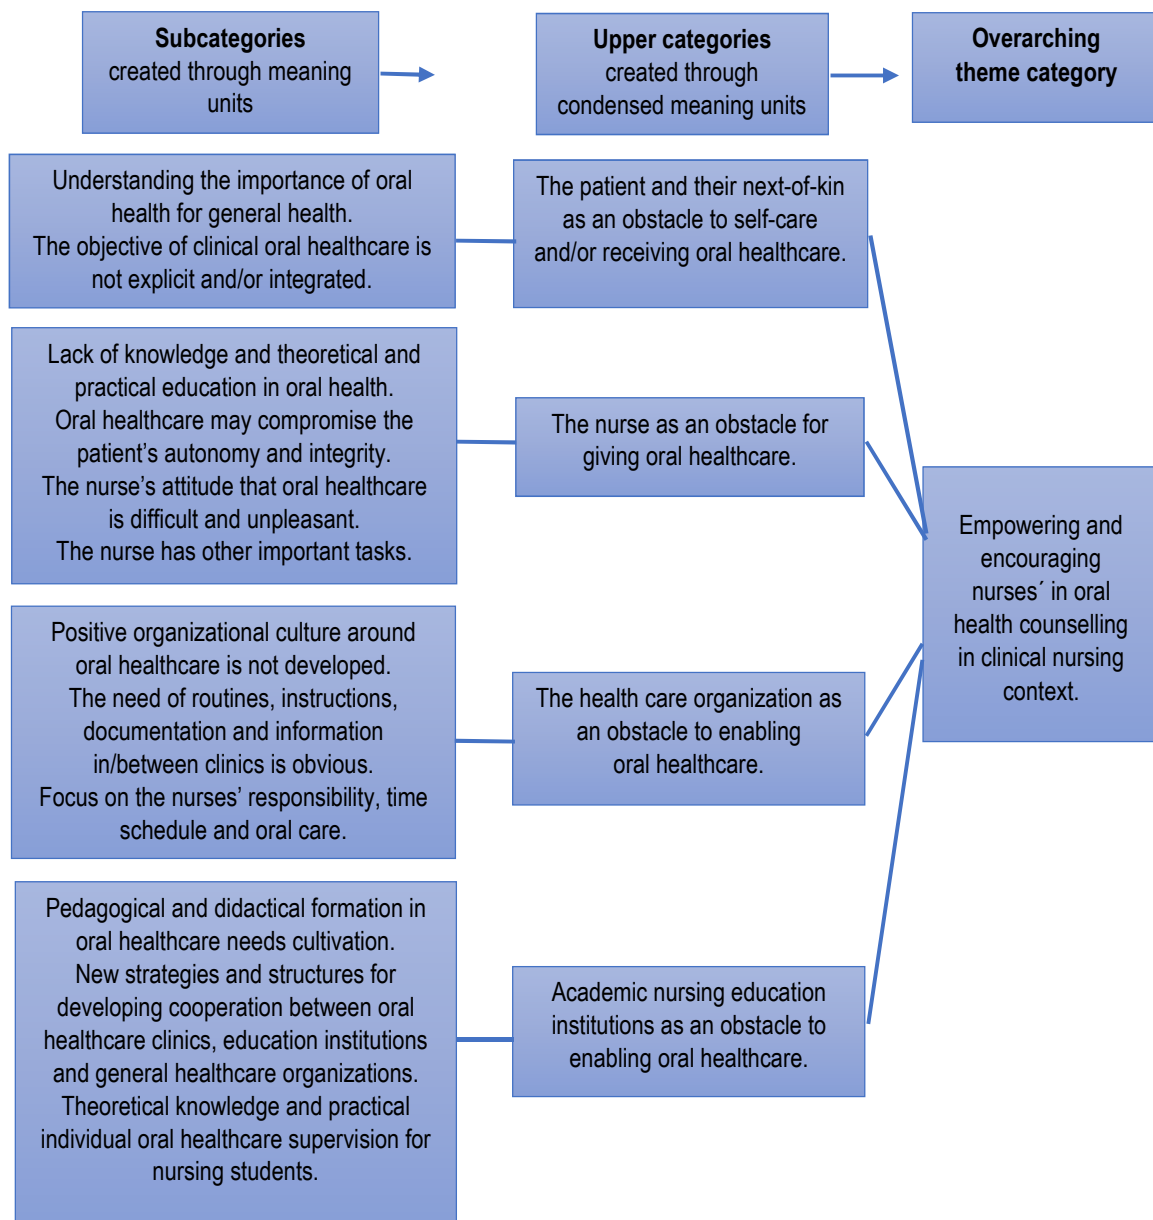 Subcategories
created through meaning
units
Upper categories
created through
condensed meaning units
Overarching
theme category
Understanding the importance of oral
health for general health.
The objective of clinical oral healthcare is
not explicit and/or integrated.
The patient and their next-of-kin
as an obstacle to self-care
and/or receiving oral healthcare.
Lack of knowledge and theoretical and
practical education in oral health.
Oral healthcare may compromise the
patient’s autonomy and integrity.
The nurse’s attitude that oral healthcare
is difficult and unpleasant.
The nurse has other important tasks.
The nurse as an obstacle for
giving oral healthcare.
Positive organizational culture around
oral healthcare is not developed.
The need of routines, instructions,
documentation and information
in/between clinics is obvious.
Focus on the nurses’ responsibility, time
schedule and oral care.
The health care organization as
an obstacle to enabling
oral healthcare.
Pedagogical and didactical formation in
oral healthcare needs cultivation.
New strategies and structures for
developing cooperation between oral
healthcare clinics, education institutions
and general healthcare organizations.
Theoretical knowledge and practical
individual oral healthcare supervision for
nursing students.
Academic nursing education
institutions as an obstacle to
enabling oral healthcare.
Empowering and
encouraging
nurses´ in oral
health counselling
in clinical nursing
context.